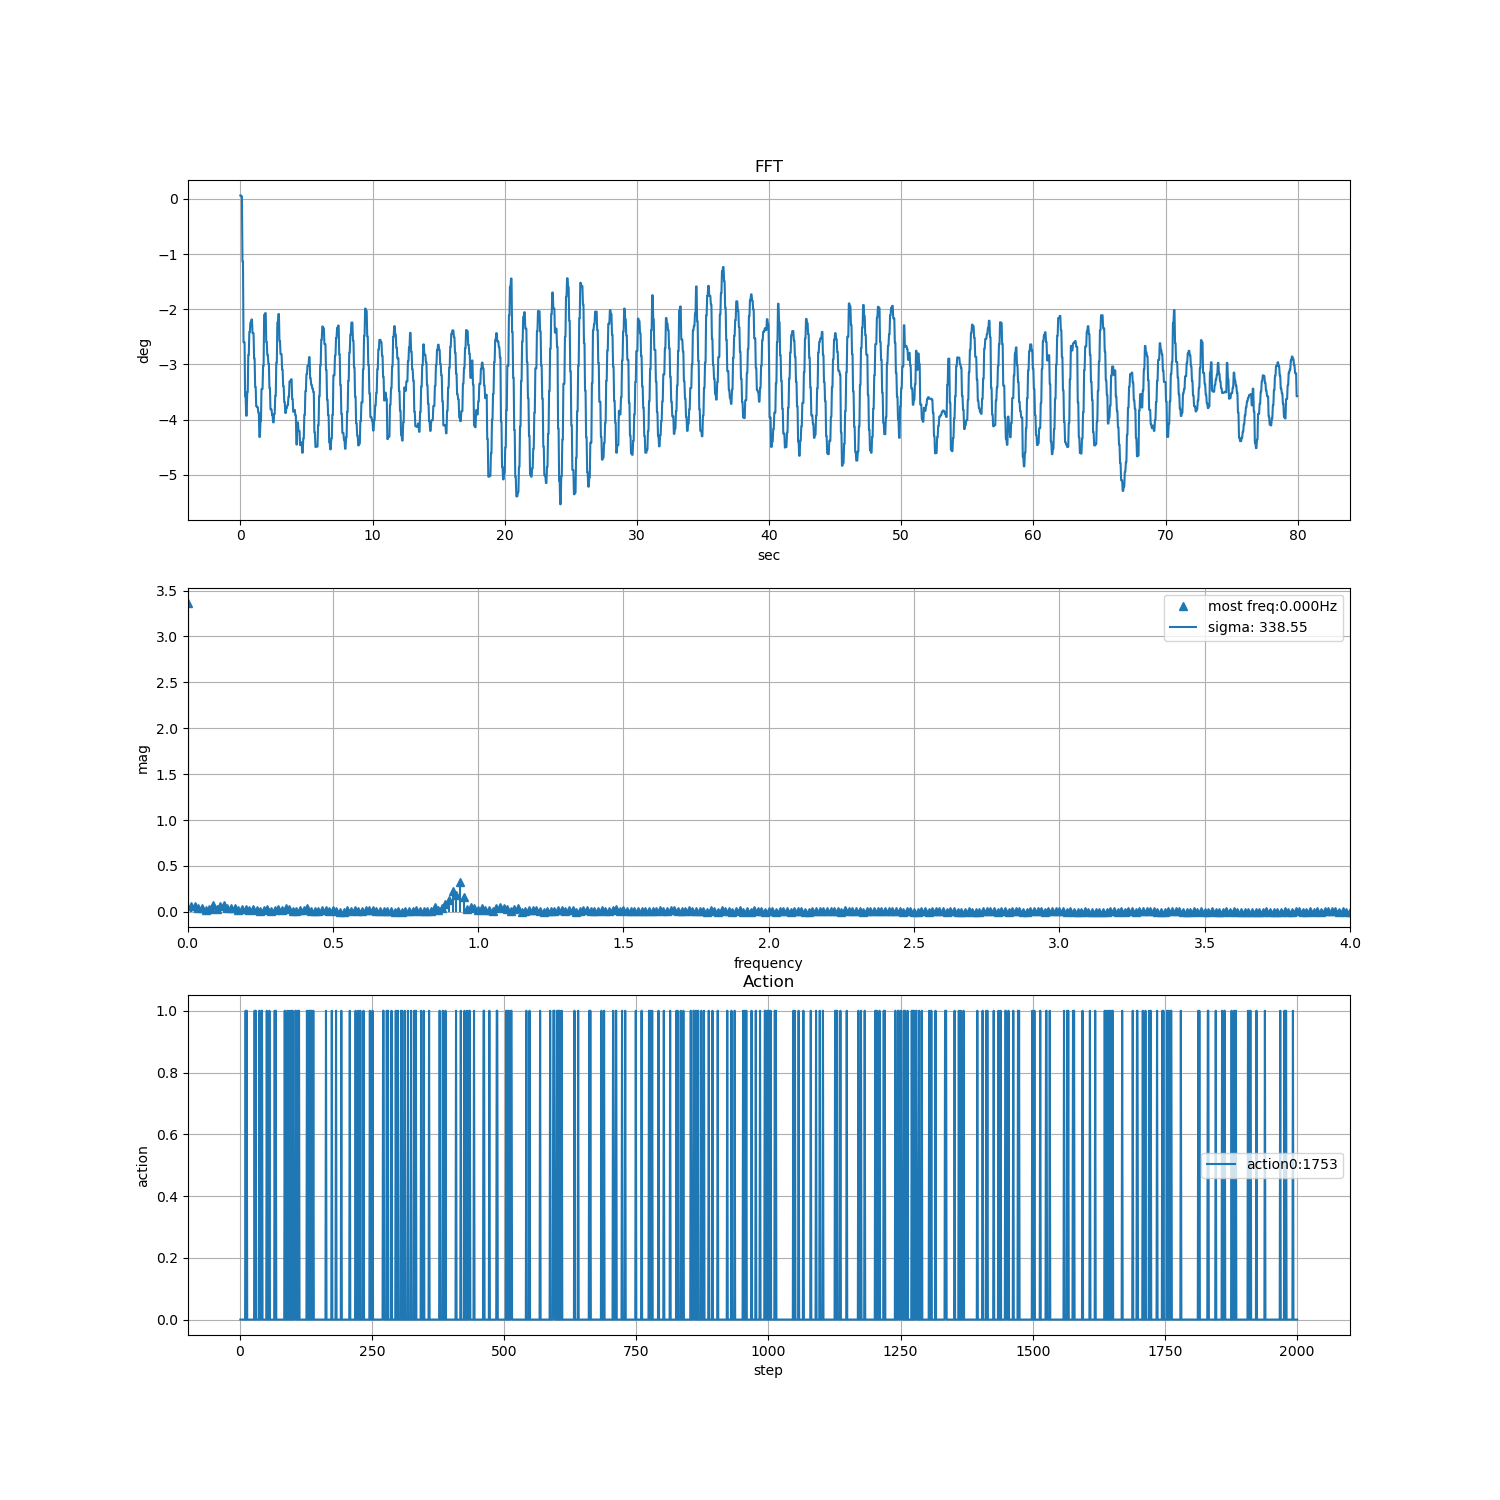 FFT
0
−1
−2
−3
−4
−5
deg
0 10 20 30 40 50 60 70 80
sec
3.5
3.0
2.5
2.0
1.5
1.0
0.5
0.0
mag
most freq:0.000Hz
sigma: 338.55
0.0 0.5 1.0 1.5 2.0 2.5 3.0 3.5 4.0
frequency
Action
1.0
0.8
0.6
0.4
0.2
0.0
action
action0:1753
0 250 500 750 1000 1250 1500 1750 2000
step